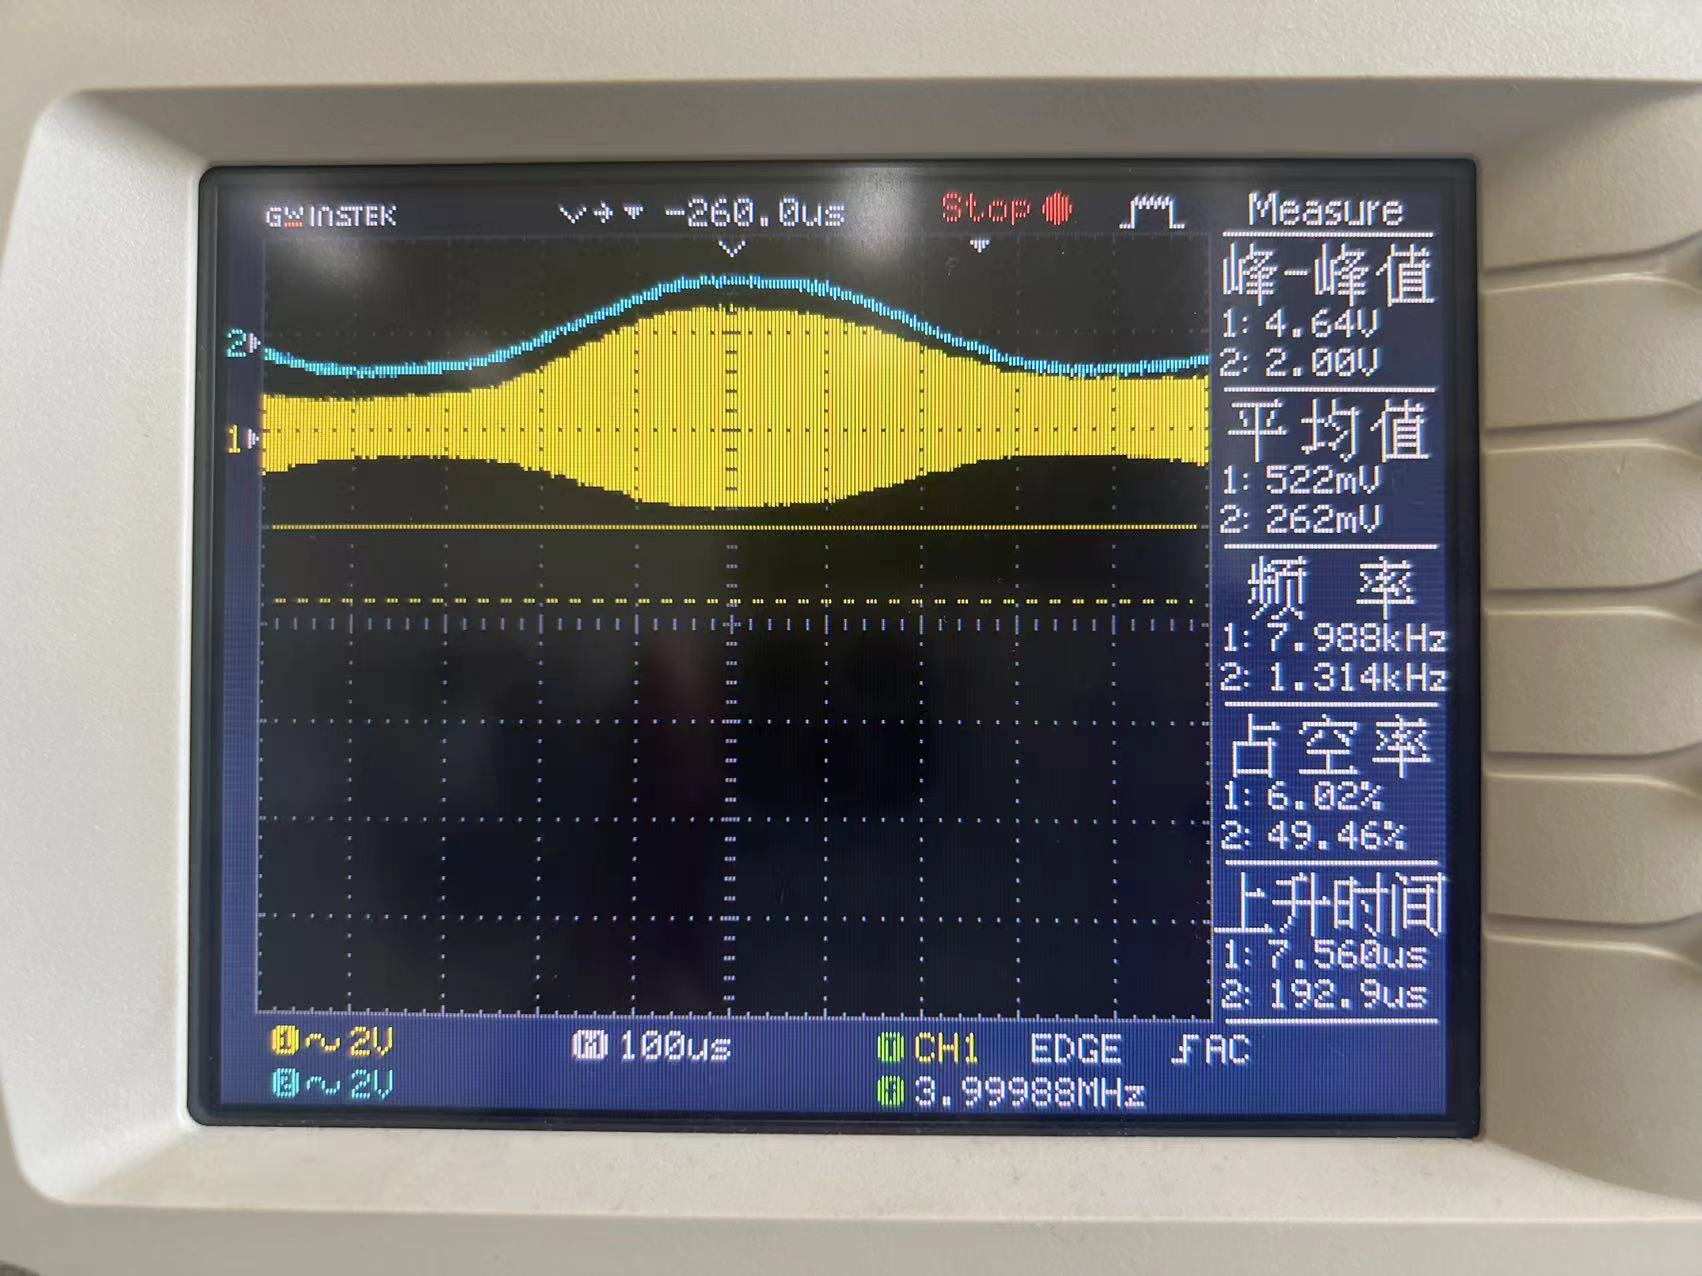 GWINSTEK -260.0us Stop
Measure
峰-峰值
1: 4.64V
2: 2.00V
平均值
1: 522mV
2: 262mV
频 率
1: 7.988kHz
2: 1.314kHz
占空率
1: 6.02%
2: 49.46%
上升时间
1: 7.560us
2: 192.9us
2
1
1 ~ 2V M 100us T CH1 EDGE AC
2 ~ 2V 3.99988MHz